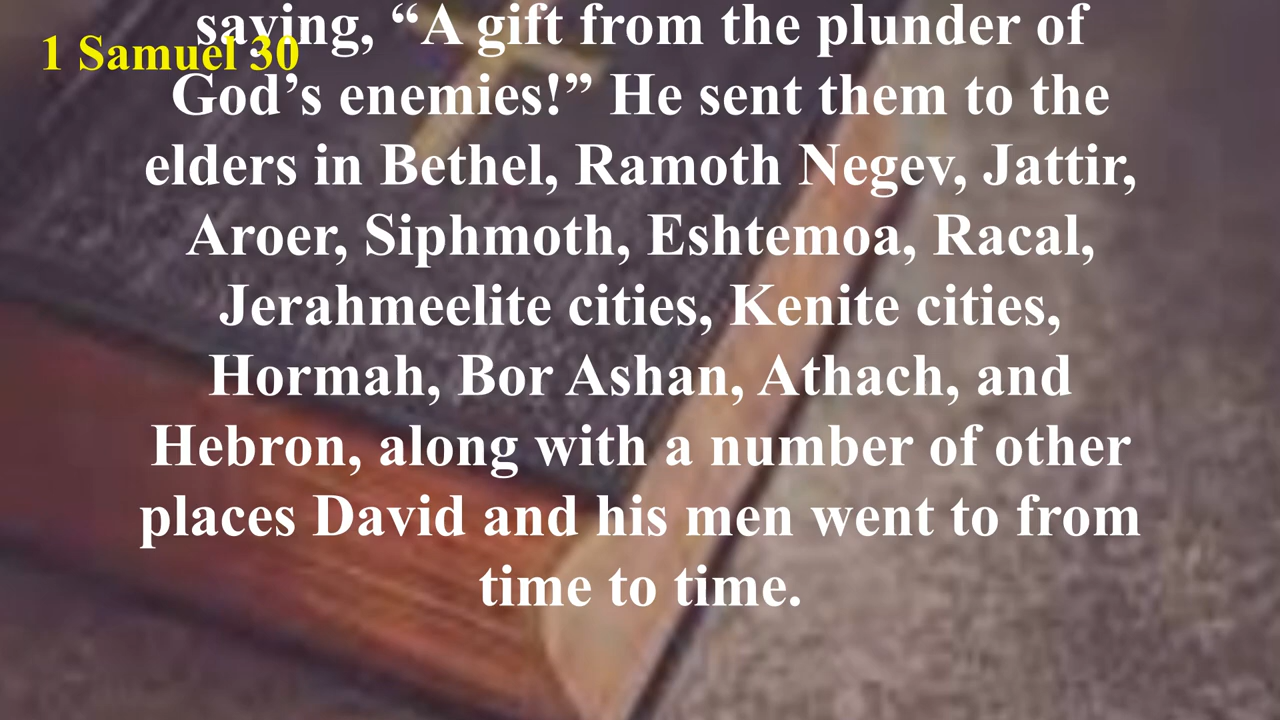 saying, “A gift from the plunder of
1 Samuel 30
God’s enemies!” He sent them to the
elders in Bethel, Ramoth Negev, Jattir,
Aroer, Siphmoth, Eshtemoa, Racal,
Jerahmeelite cities, Kenite cities,
Hormah, Bor Ashan, Athach, and
Hebron, along with a number of other
places David and his men went to from
time to time.